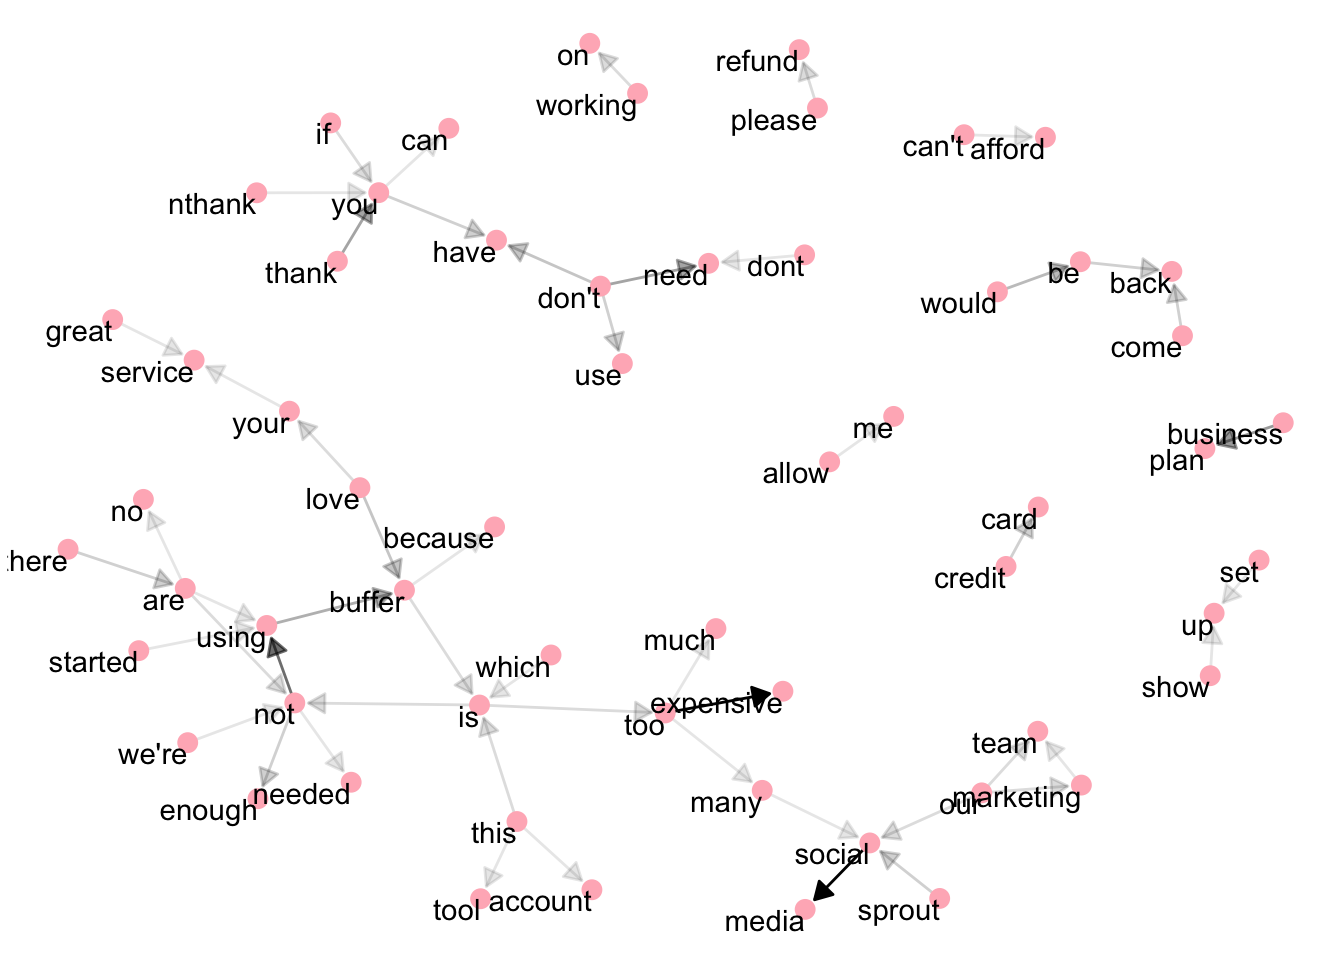 on
refund
working
please
if
can
can't
afford
nthank
you
have
thank
need
dont
don't
be
back
would
great
service
use
come
your
me
business
plan
allow
love
no
because
card
here
are
buffer
credit
set
using
up
started
much
which
show
not
is
expensive
too
we're
team
enough
needed
many
our
marketing
this
social
tool
account
media
sprout